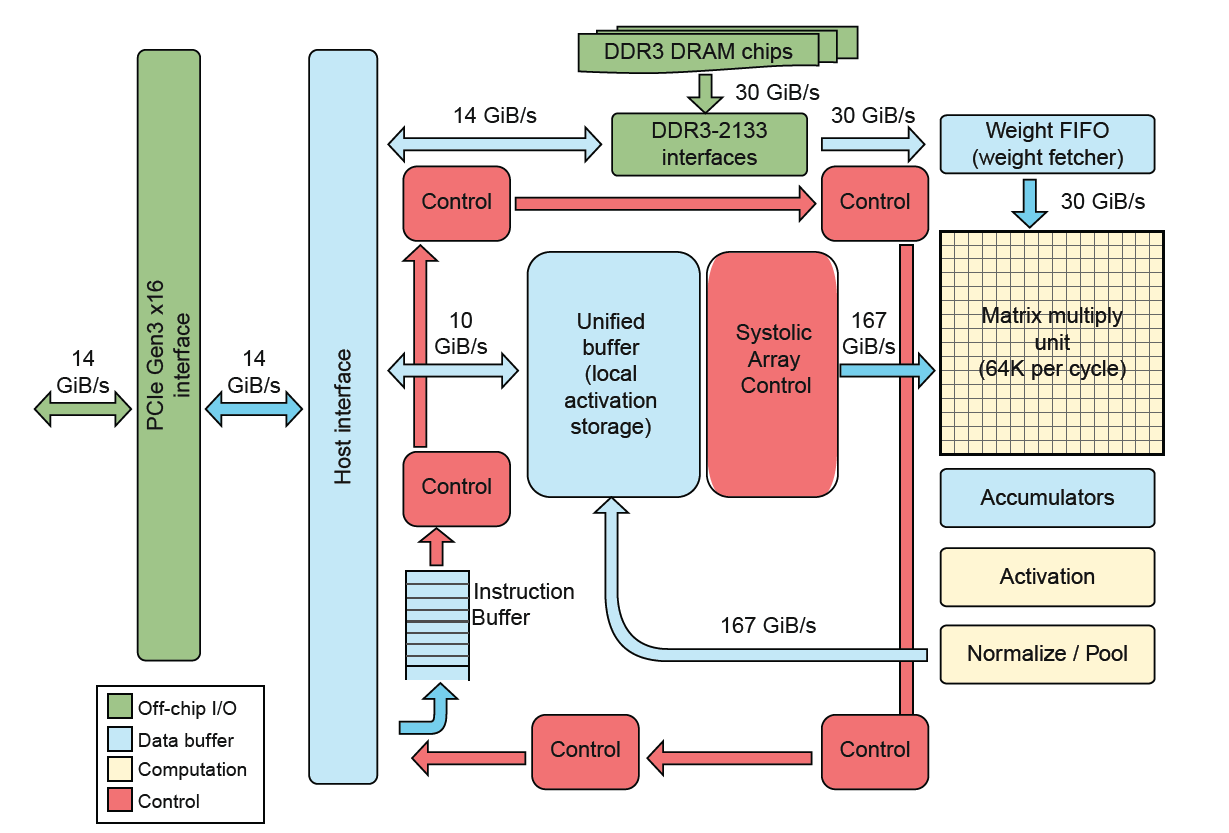 DDR3 DRAM chips
30 GiB/s
14 GiB/s
DDR3-2133
interfaces
30 GiB/s
Weight FIFO
(weight fetcher)
30 GiB/s
Control
Control
PCIe Gen3 x16
interface
Host interface
14
GiB/s
14
GiB/s
10
GiB/s
Unified
buffer
(local
activation
storage)
Systolic
Array
Control
167
GiB/s
Matrix multiply
unit
(64K per cycle)
Control
Accumulators
Activation
Instruction
Buffer
167 GiB/s
Normalize / Pool
Control
Control
Off-chip I/O
Data buffer
Computation
Control